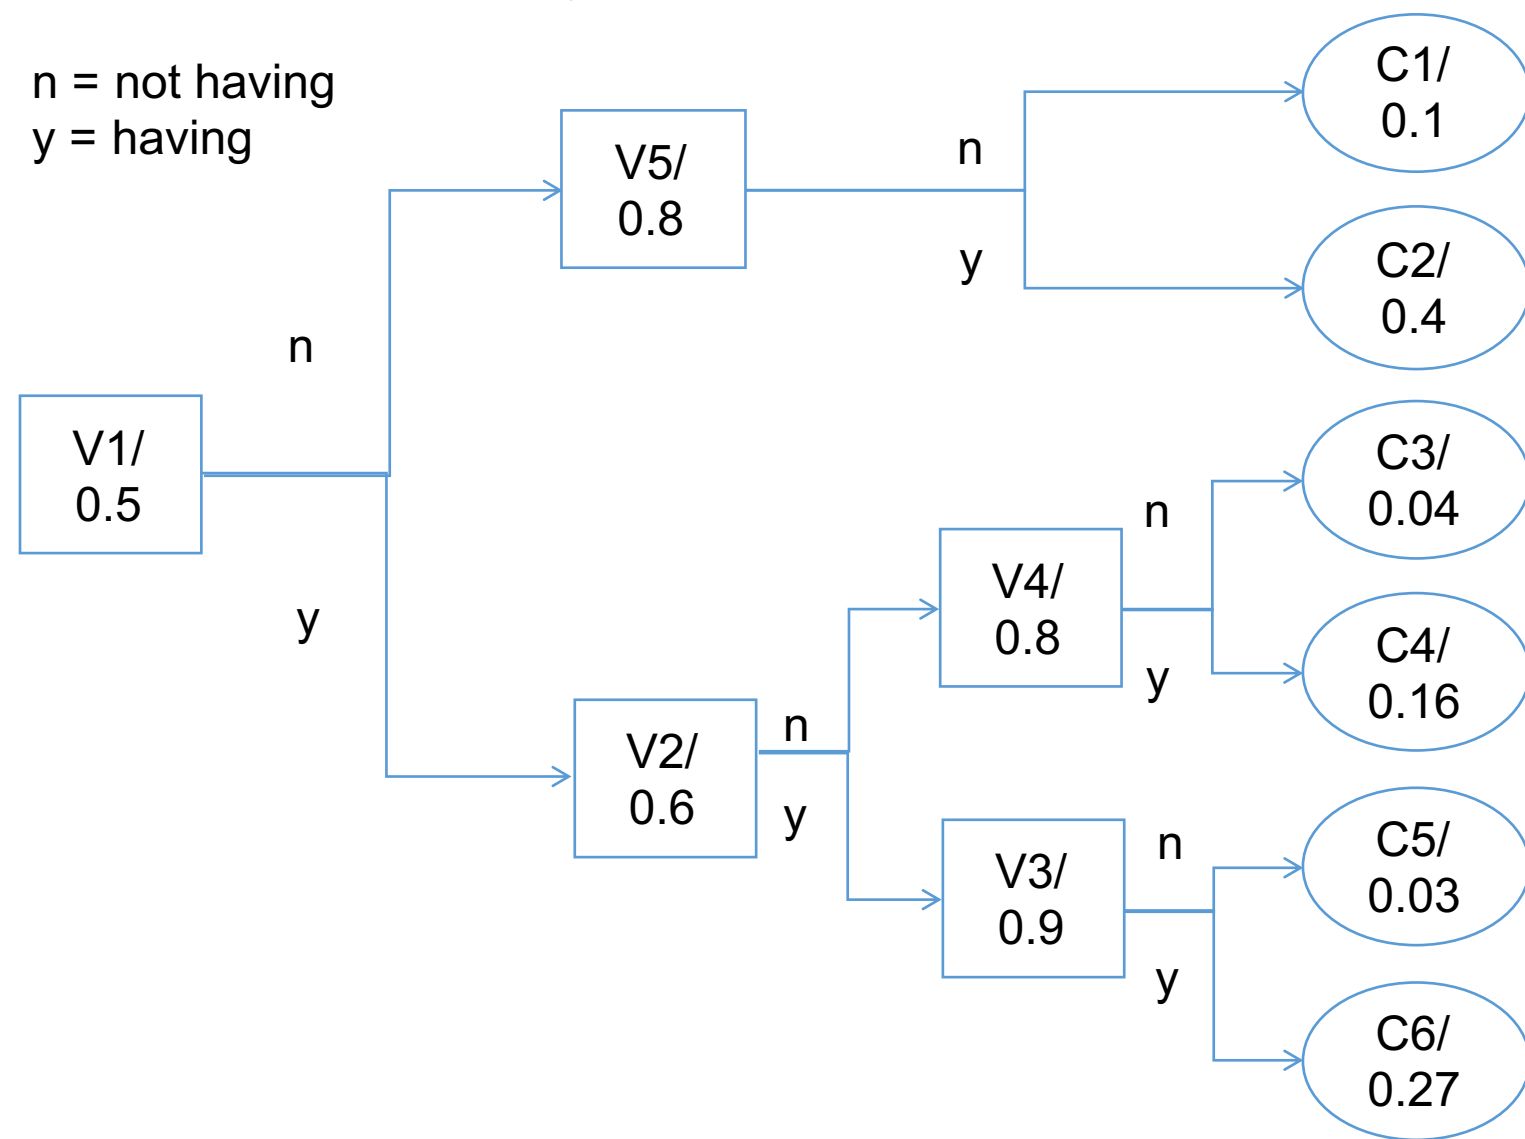 n = not having
y = having
V1/
0.5
n
y
V5/
0.8
n
y
C1/
0.1
C2/
0.4
V2/
0.6
n
y
V4/
0.8
n
y
C3/
0.04
C4/
0.16
V3/
0.9
n
y
C5/
0.03
C6/
0.27